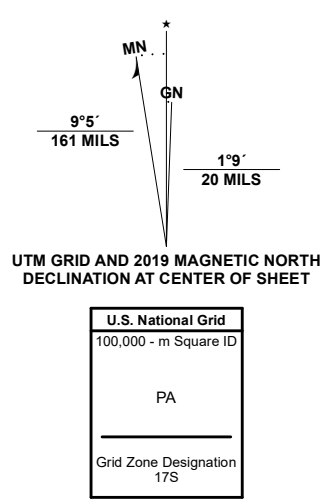 MN
GN
9°5´
161 MILS
1°9´
20 MILS
UTM GRID AND 2019 MAGNETIC NORTH
DECLINATION AT CENTER OF SHEET
U.S. National Grid
100,000 - m Square ID
PA
Grid Zone Designation
17S